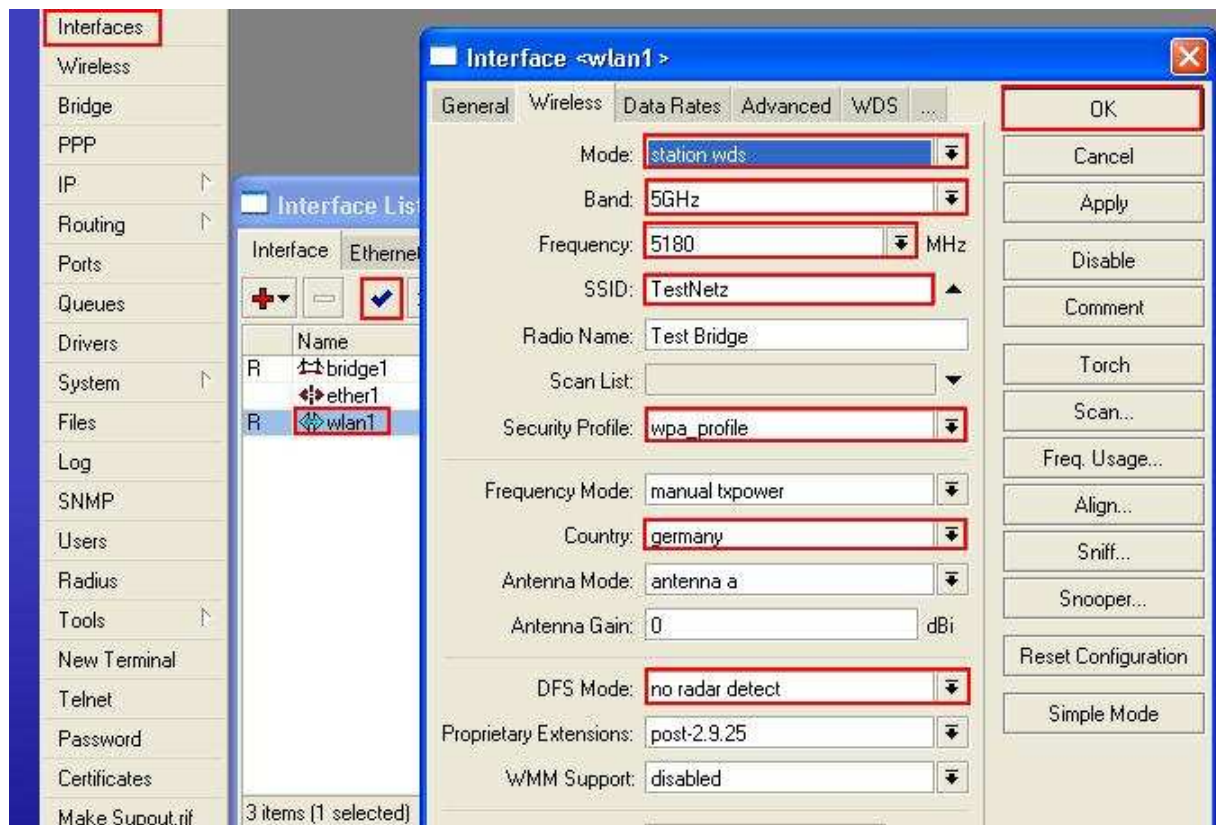 Interfaces
Wireless
Bridge
PPP
IP
Routing
Ports
Queues
Drivers
System
Files
Log
SNMP
Users
Radius
Tools
New Terminal
Telnet
Password
Certificates
Make Supout.rif
Interface List
Interface Ethernet
Name
R bridge1
ether1
R wlan1
3 items (1 selected)
Interface <wlan1>
General Wireless Data Rates Advanced WDS ...
Mode: station wds
Band: 5GHz
Frequency: 5180 MHz
SSID: TestNetz
Radio Name: Test Bridge
Scan List:
Security Profile: wpa_profile
Frequency Mode: manual txpower
Country: germany
Antenna Mode: antenna a
Antenna Gain: 0 dBi
DFS Mode: no radar detect
Proprietary Extensions: post-2.9.25
WMM Support: disabled
OK
Cancel
Apply
Disable
Comment
Torch
Scan...
Freq. Usage...
Align...
Sniff...
Snooper...
Reset Configuration
Simple Mode